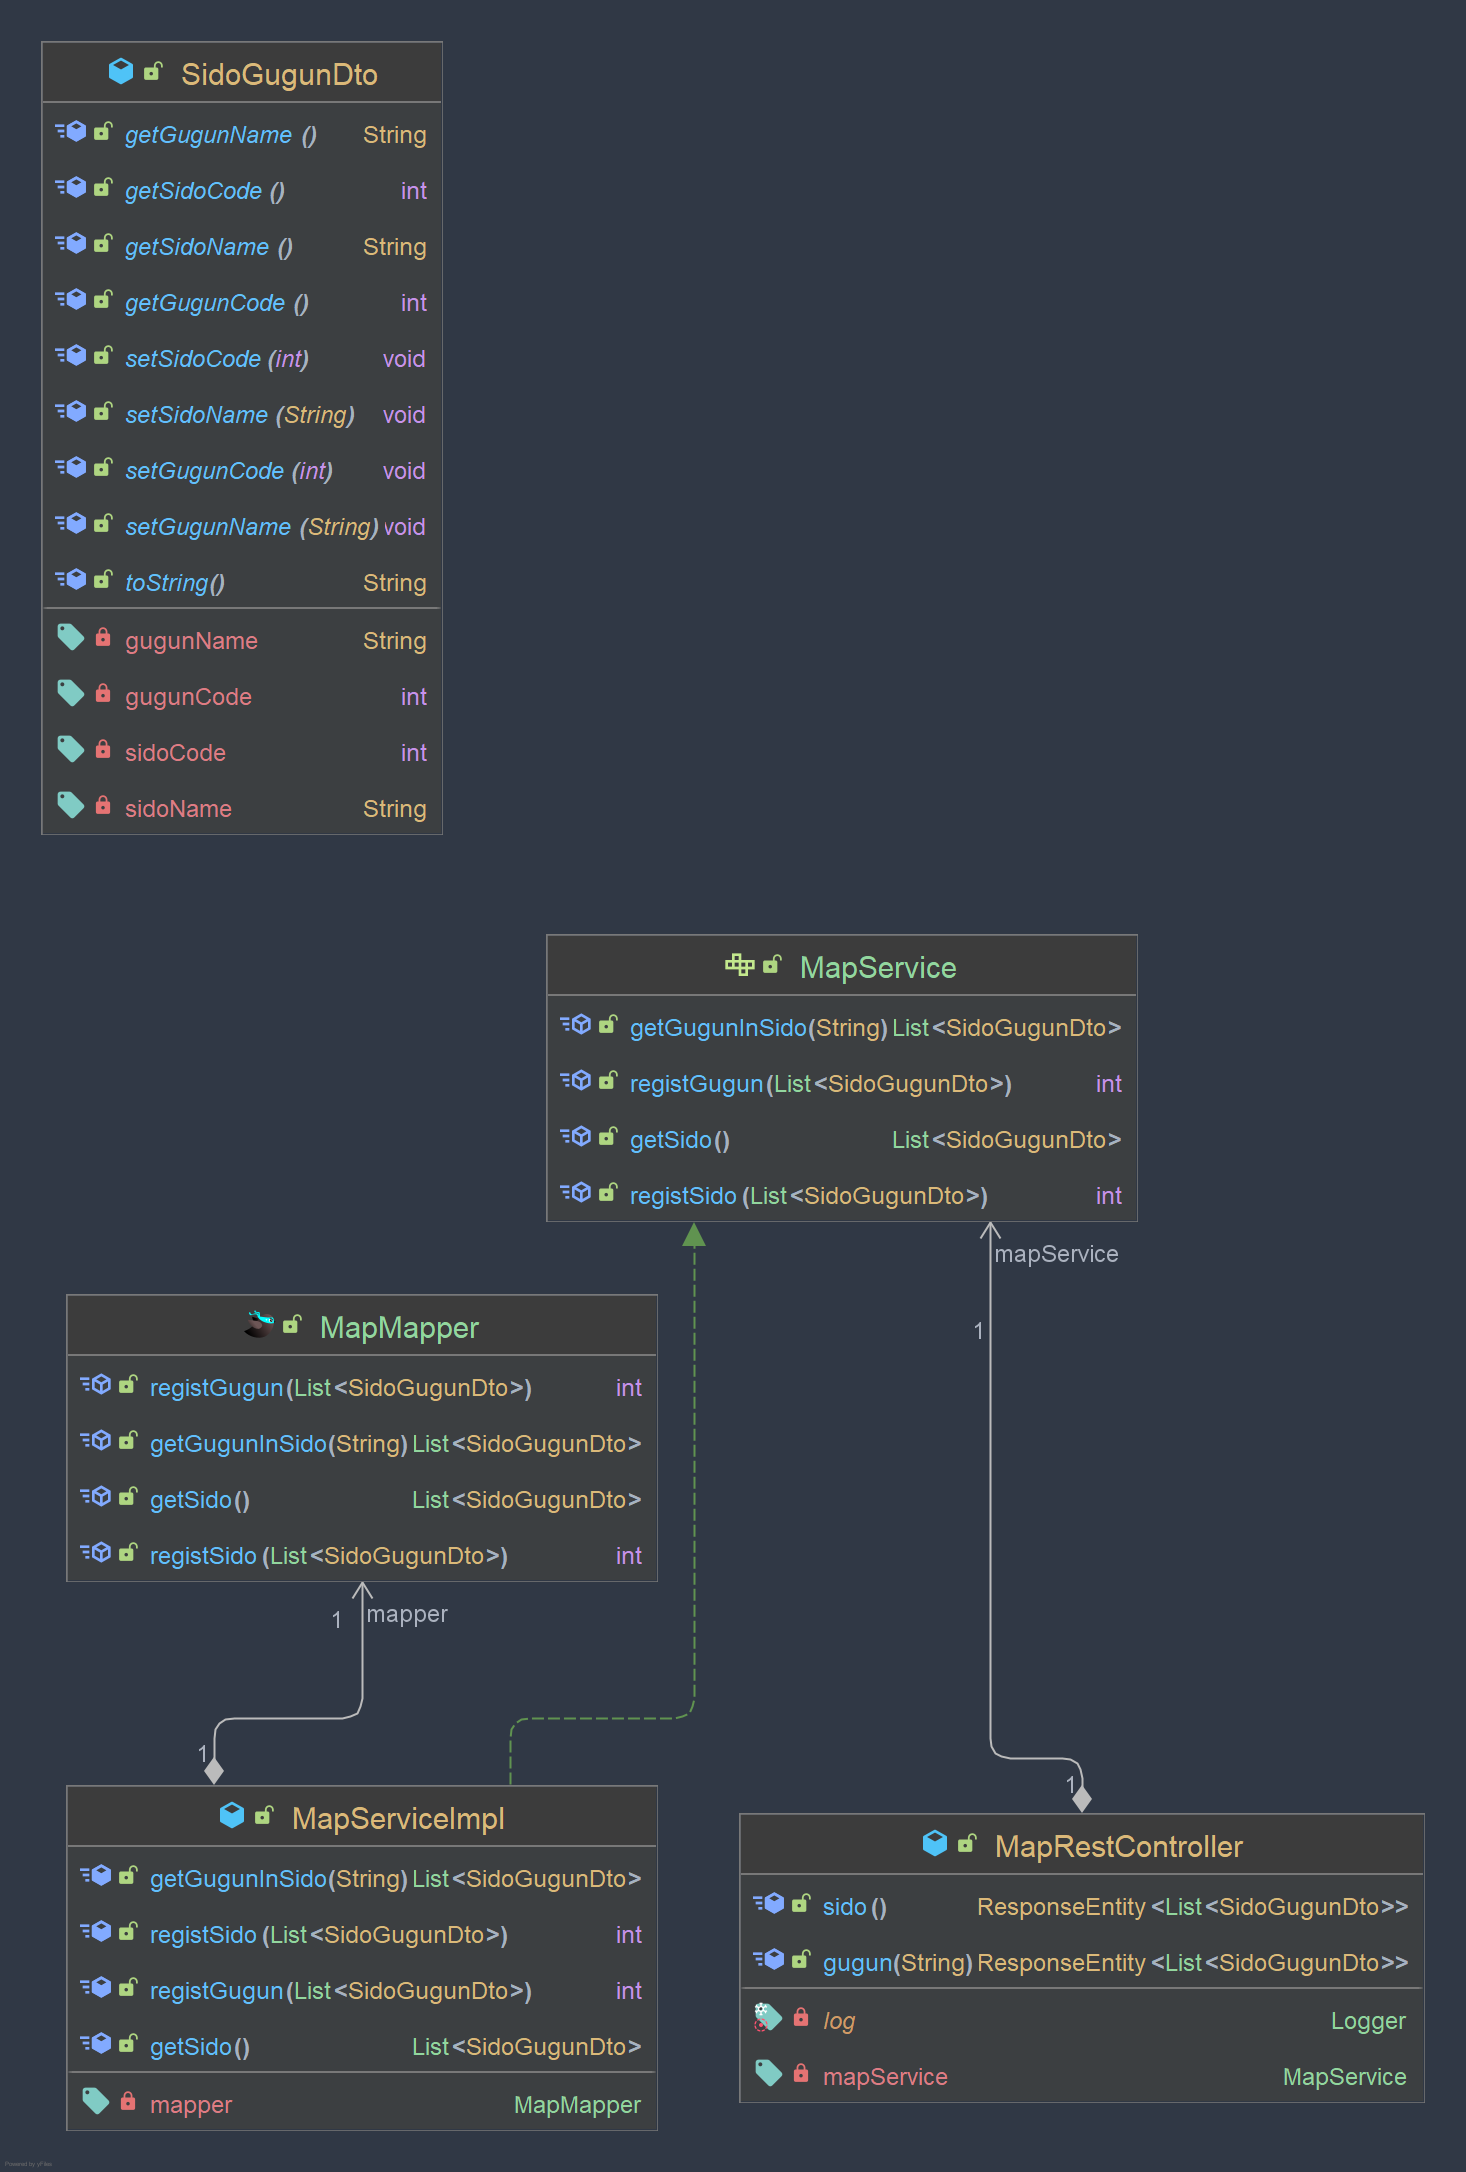 SidoGugunDto
getGugunName () String
getSidoCode () int
getSidoName () String
getGugunCode () int
setSidoCode (int) void
setSidoName (String) void
setGugunCode (int) void
setGugunName (String) void
toString() String
gugunName String
gugunCode int
sidoCode int
sidoName String
MapService
getGugunInSido(String) List<SidoGugunDto>
registGugun(List<SidoGugunDto>) int
getSido() List<SidoGugunDto>
registSido (List<SidoGugunDto>) int
mapService
1
MapMapper
registGugun(List<SidoGugunDto>) int
getGugunInSido(String) List<SidoGugunDto>
getSido() List<SidoGugunDto>
registSido (List<SidoGugunDto>) int
1 mapper
1
1
MapServiceImpl
getGugunInSido(String) List<SidoGugunDto>
registSido (List<SidoGugunDto>) int
registGugun(List<SidoGugunDto>) int
getSido() List<SidoGugunDto>
mapper MapMapper
MapRestController
sido () ResponseEntity <List<SidoGugunDto>>
gugun(String) ResponseEntity <List<SidoGugunDto>>
log Logger
mapService MapService
Powered by yFiles